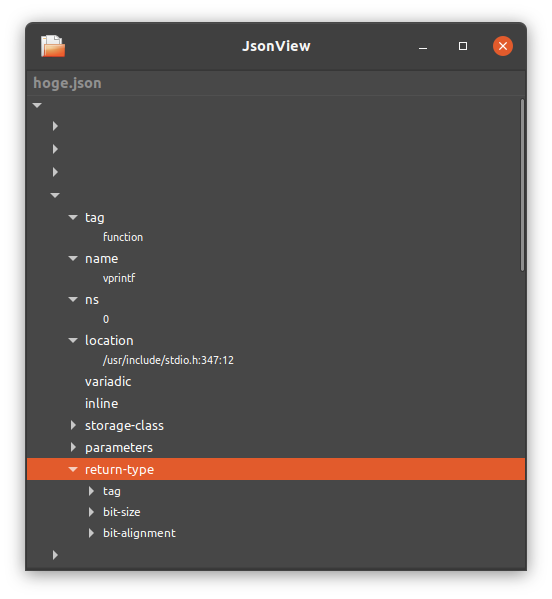 JsonView
hoge.json
tag
function
name
vprintf
ns
0
location
/usr/include/stdio.h:347:12
variadic
inline
storage-class
parameters
return-type
tag
bit-size
bit-alignment